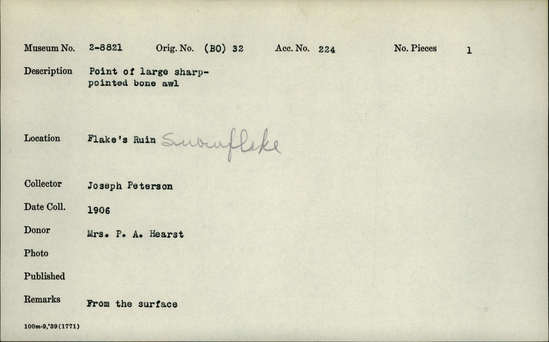 Museum No. 2-8821 Orig. No. (BO) 32 Acc. No. 224 No. Pieces 1
Description Point of large sharp-
pointed bone awl
Location Flake's Ruin Snowflake
Collector Joseph Peterson
Date Coll. 1906
Donor Mrs. P. A. Hearst
Photo
Published
Remarks From the surface
100m-9,'39(1771)